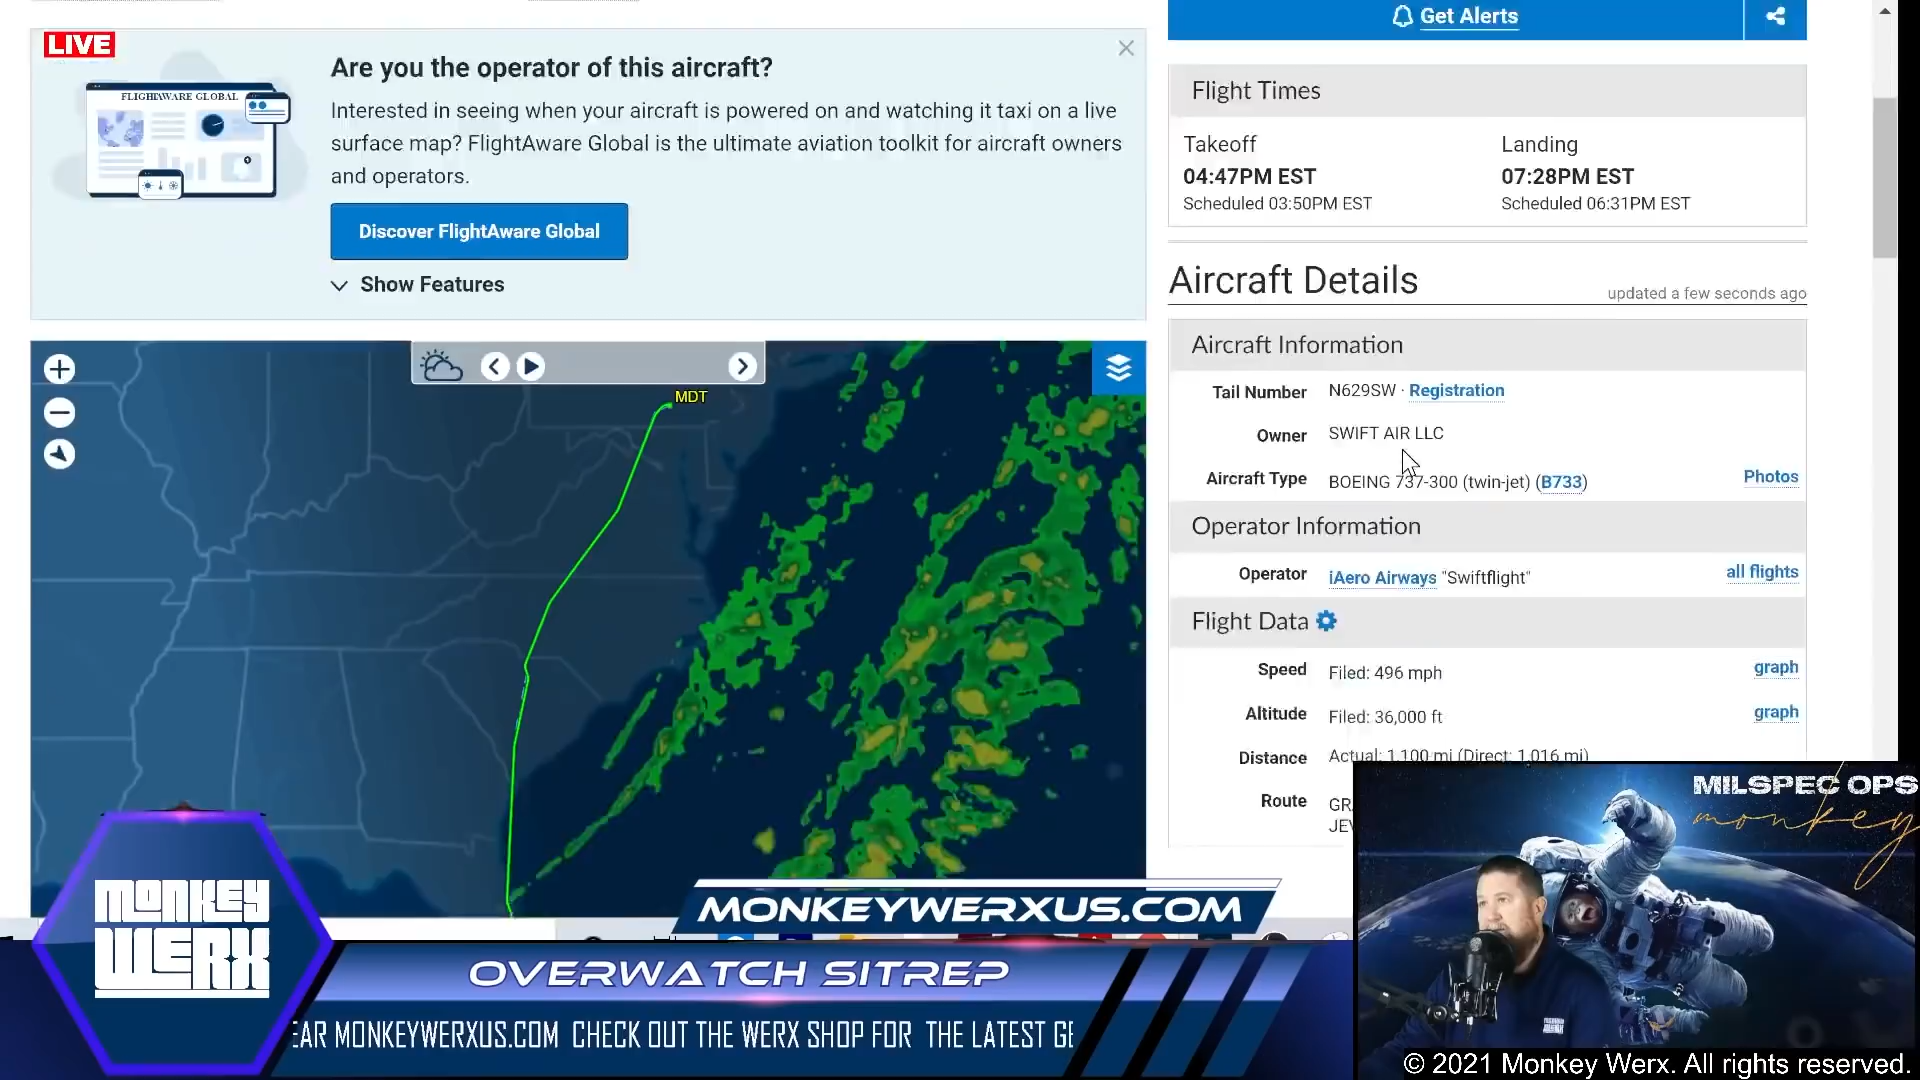 LIVE
FLIGHTAWARE GLOBAL
Are you the operator of this aircraft?
Interested in seeing when your aircraft is powered on and watching it taxi on a live
surface map? FlightAware Global is the ultimate aviation toolkit for aircraft owners
and operators.
Discover FlightAware Global
Show Features
MDT
Get Alerts
Flight Times
Takeoff
04:47PM EST
Scheduled 03:50PM EST
Landing
07:28PM EST
Scheduled 06:31PM EST
Aircraft Details
updated a few seconds ago
Aircraft Information
Tail Number N629SW · Registration
Owner SWIFT AIR LLC
Aircraft Type BOEING 737-300 (twin-jet) (B733) Photos
Operator Information
Operator iAero Airways "Swiftflight" all flights
Flight Data
Speed Filed: 496 mph graph
Altitude Filed: 36,000 ft graph
Distance Actual: 1,100 mi (Direct: 1,016 mi)
Route GR
JEV
MILSPEC OPS
monkey
MONKEY
WERX
MONKEYWERXUS.COM
OVERWATCH SITREP
EAR MONKEYWERXUS.COM CHECK OUT THE WERX SHOP FOR THE LATEST GE
© 2021 Monkey Werx. All rights reserved.